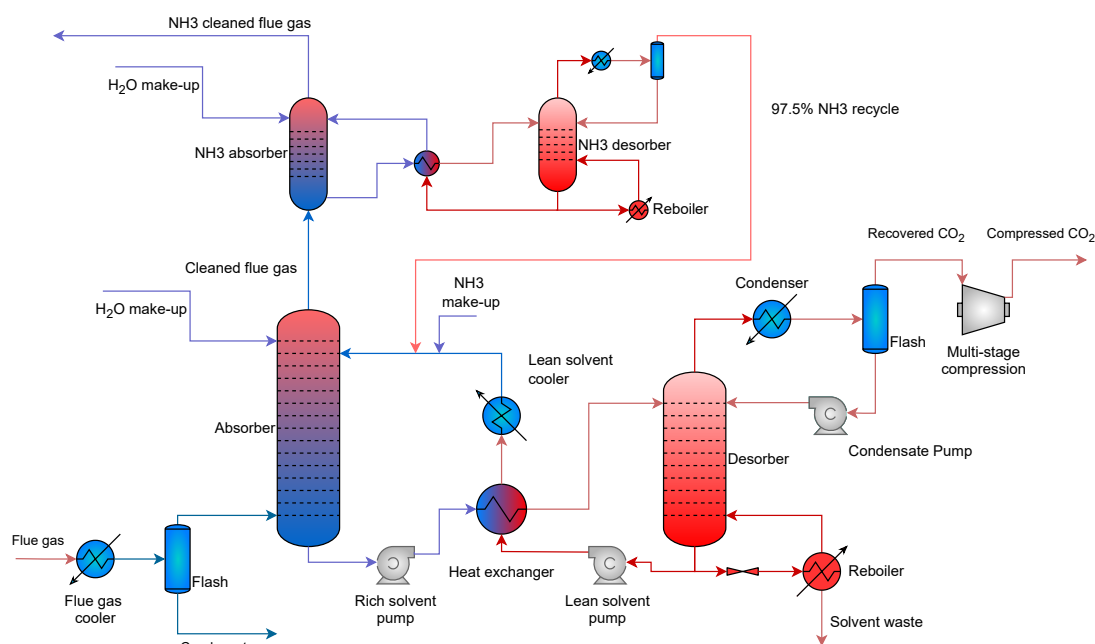 NH3 cleaned flue gas
H2O make-up
97.5% NH3 recycle
NH3 absorber
NH3 desorber
Reboiler
Recovered CO2
Compressed CO2
Cleaned flue gas
NH3
make-up
Condenser
H2O make-up
Flash
Lean solvent
cooler
Multi-stage
compression
Absorber
Desorber
Condensate Pump
Flue gas
Flash
Heat exchanger
Reboiler
Flue gas
cooler
Rich solvent
pump
Lean solvent
pump
Solvent waste
C
C
C